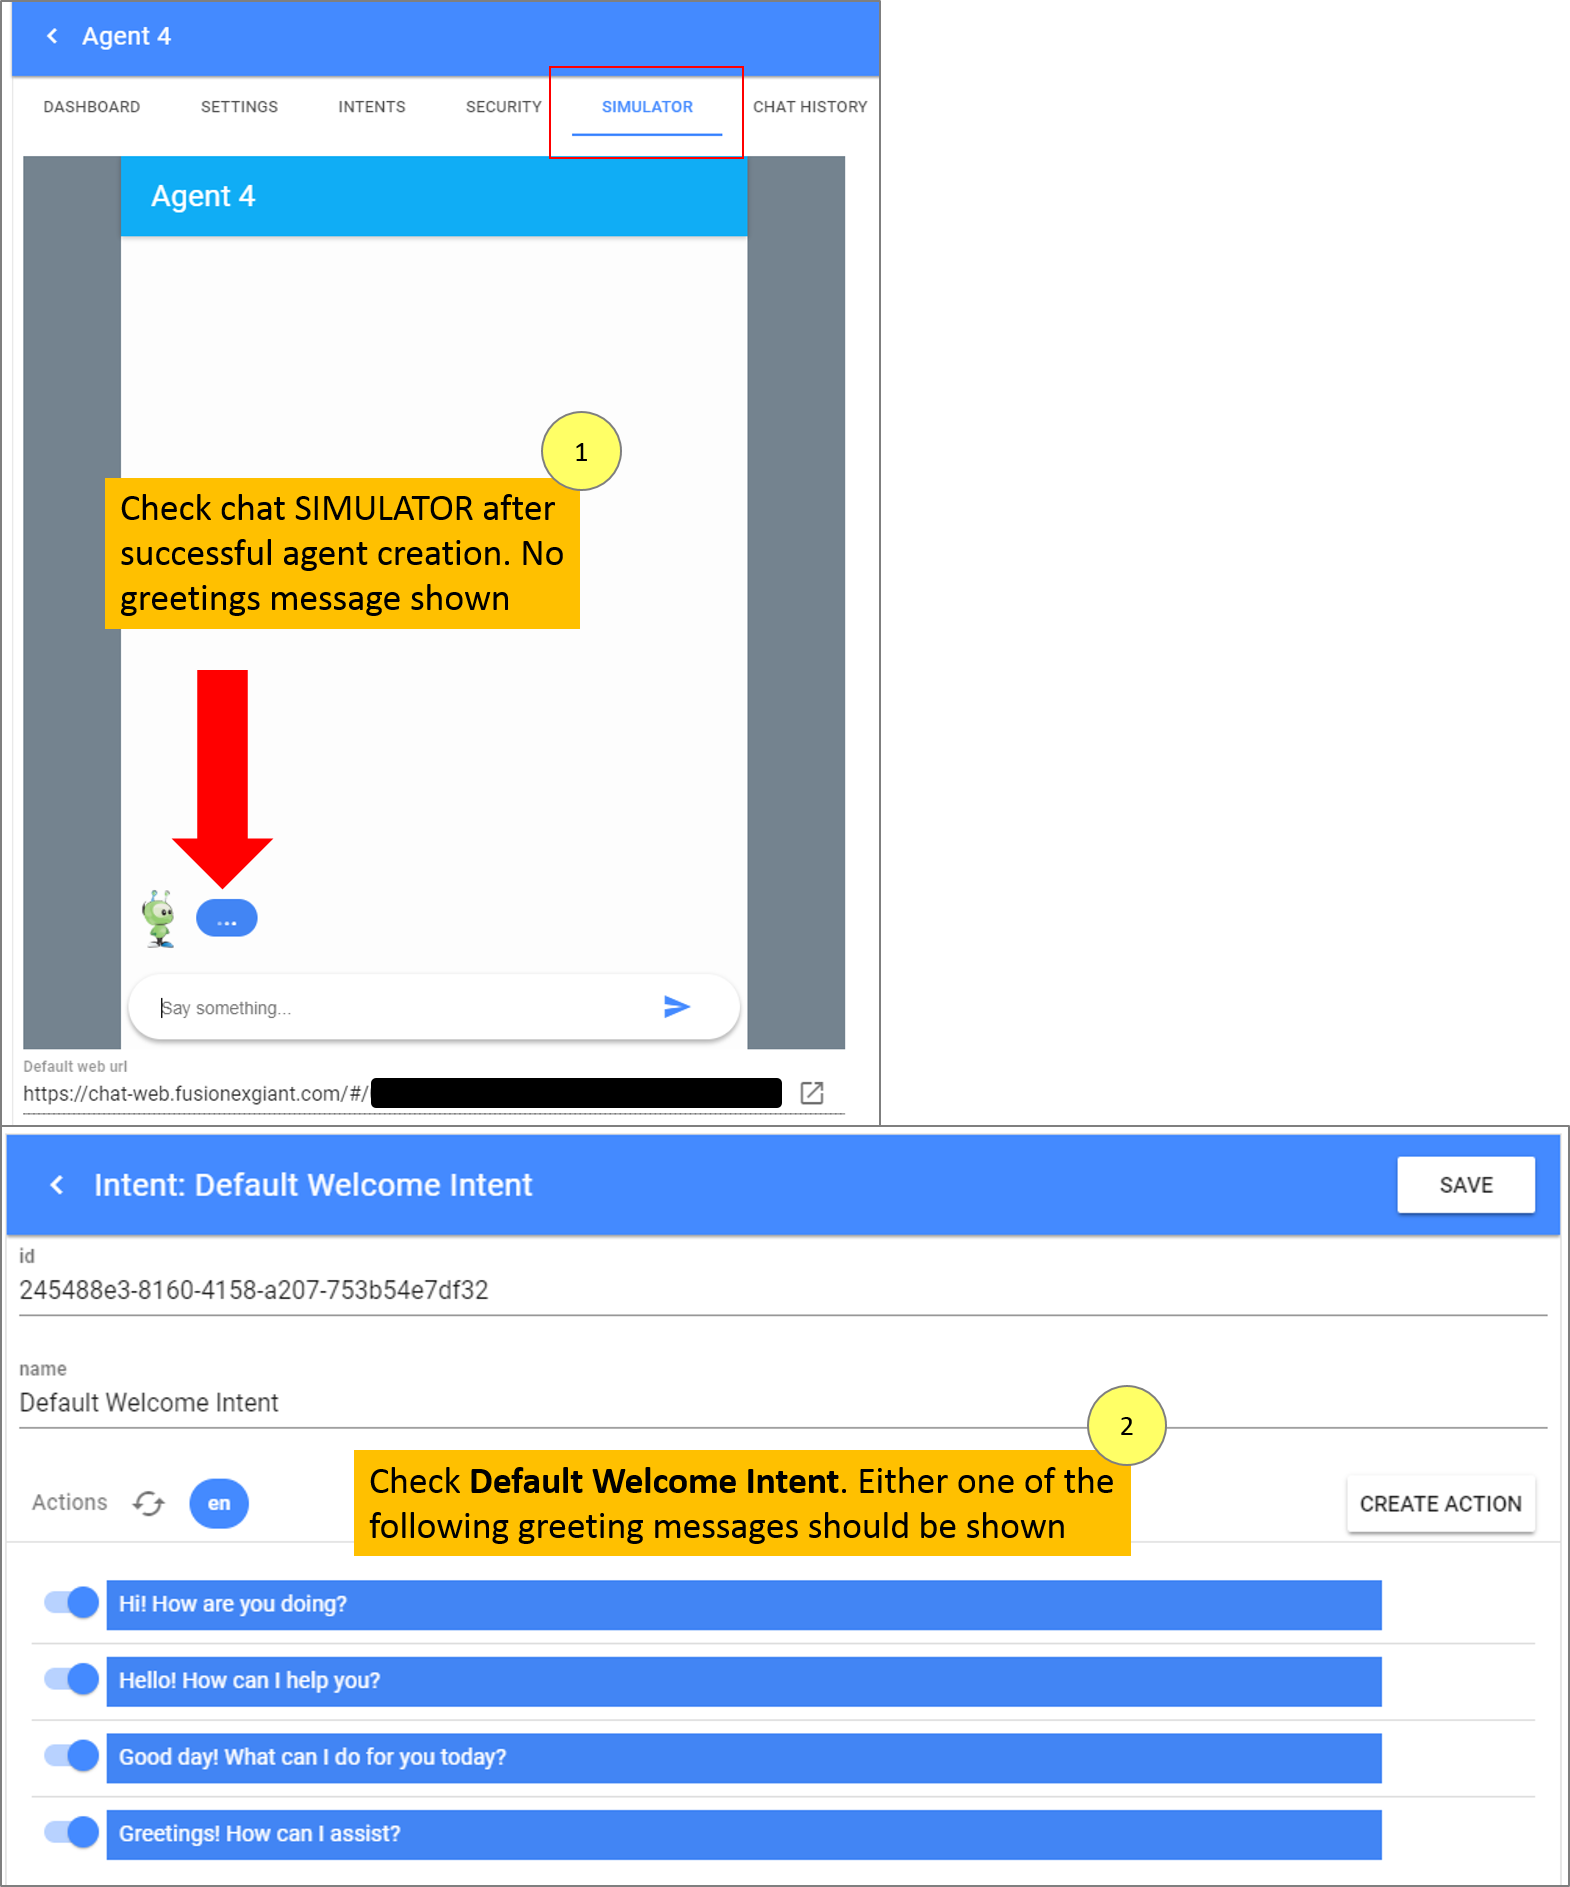 Agent 4
DASHBOARD SETTINGS INTENTS SECURITY SIMULATOR CHAT HISTORY
Agent 4
1
Check chat SIMULATOR after
successful agent creation. No
greetings message shown
...
Say something...
Default web url
https://chat-web.fusionexgiant.com/#/
Intent: Default Welcome Intent
SAVE
id
245488e3-8160-4158-a207-753b54e7df32
name
Default Welcome Intent
2
Actions
en
Check Default Welcome Intent. Either one of the
following greeting messages should be shown
CREATE ACTION
Hi! How are you doing?
Hello! How can I help you?
Good day! What can I do for you today?
Greetings! How can I assist?